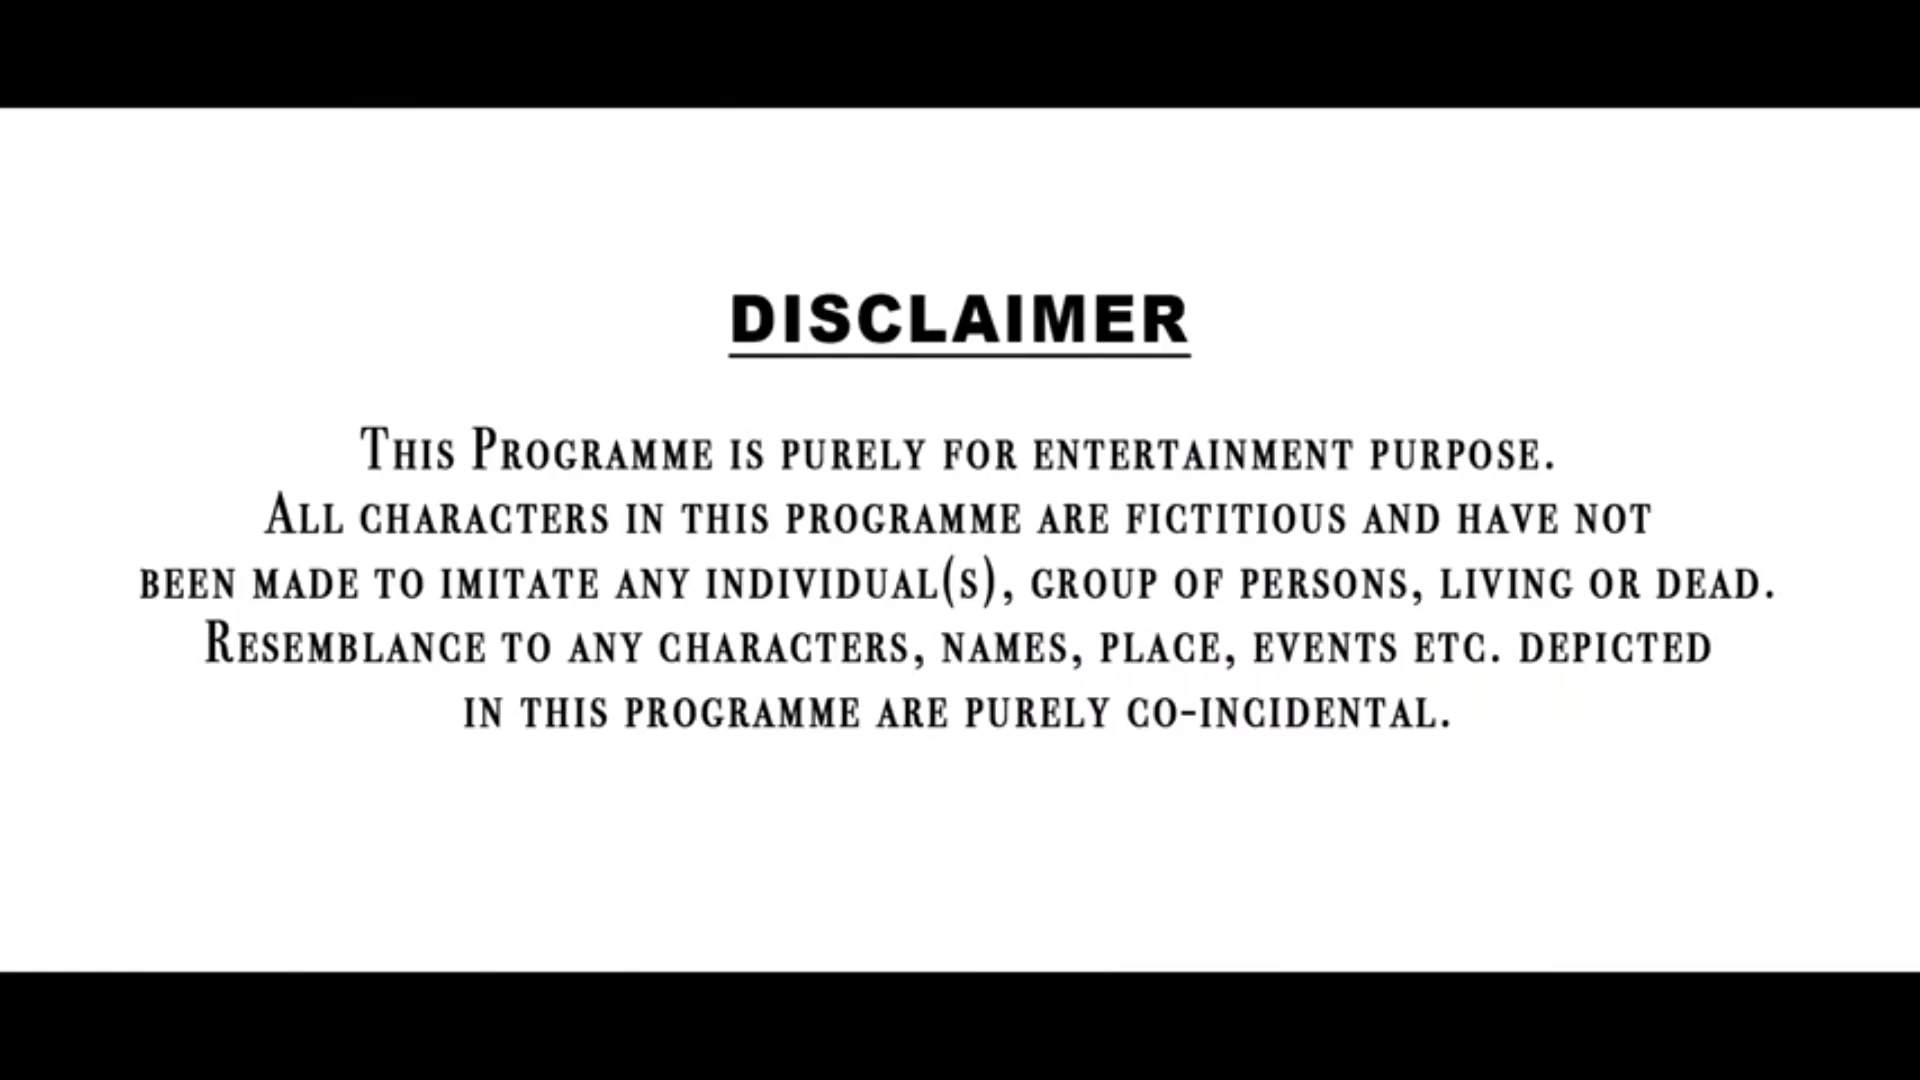 DISCLAIMER
This Programme is purely for entertainment purpose.
All characters in this programme are fictitious and have not
been made to imitate any individual(s), group of persons, living or dead.
Resemblance to any characters, names, place, events etc. depicted
in this programme are purely co-incidental.